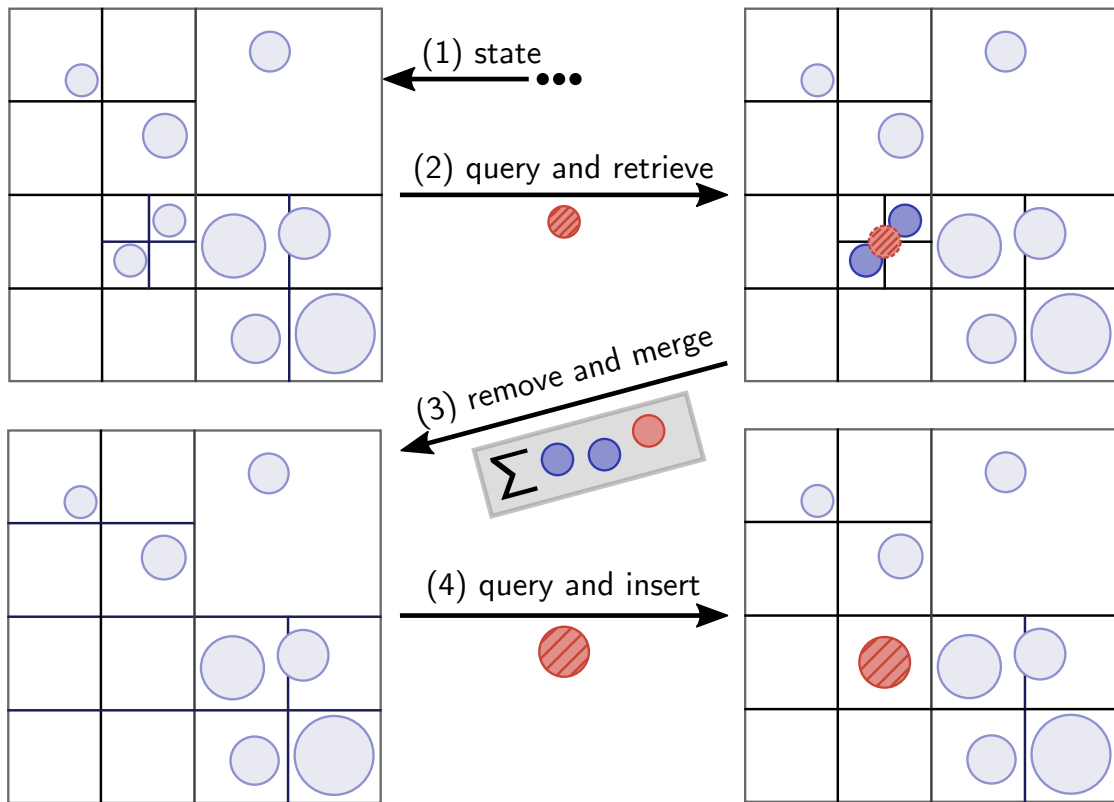 (1) state
(2) query and retrieve
(3) remove and merge
∑
(4) query and insert